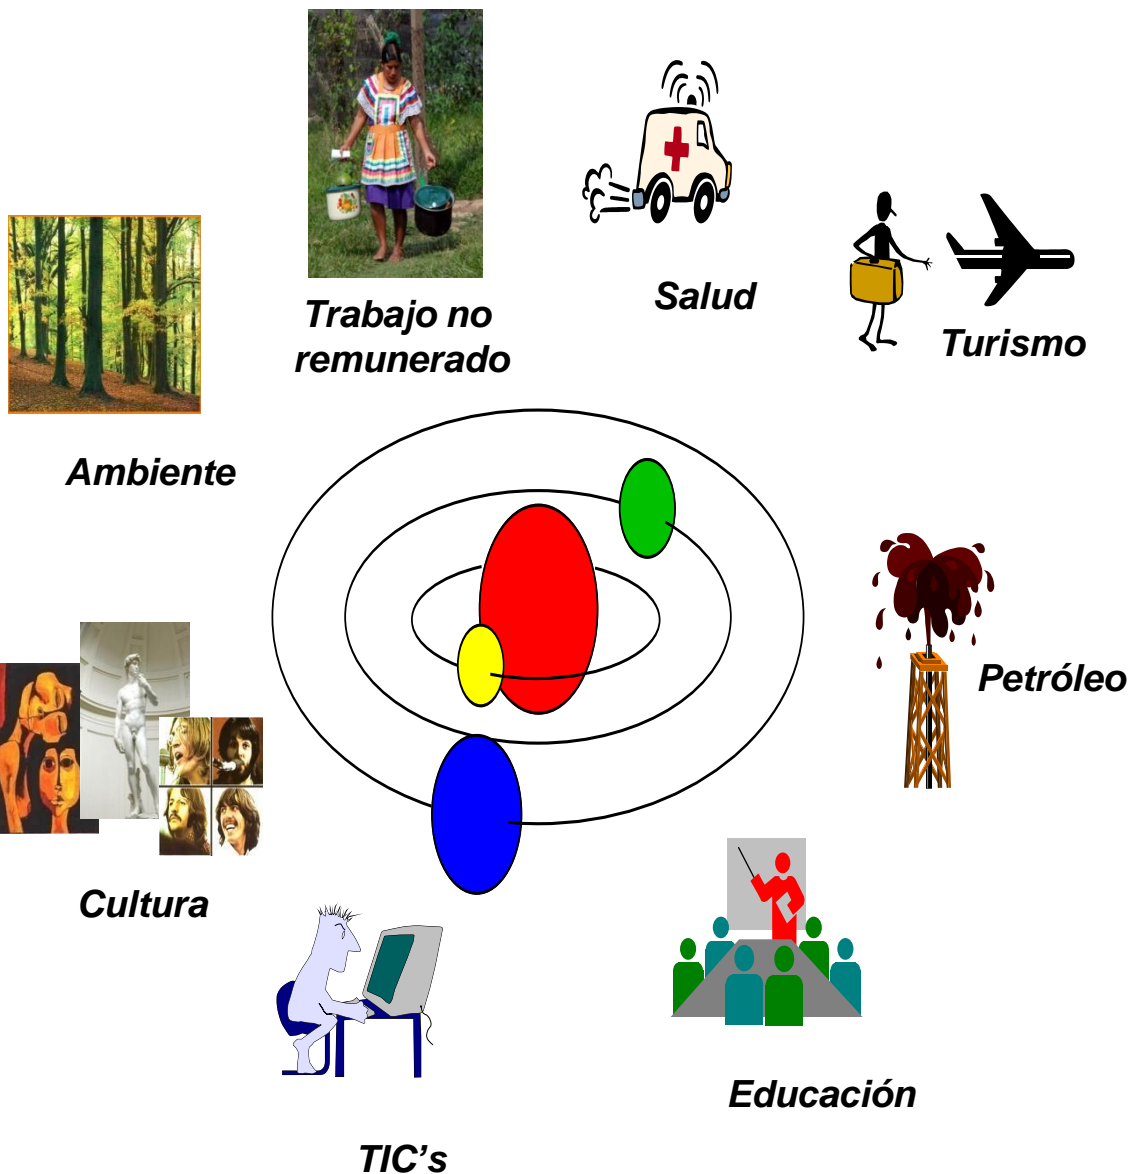 Trabajo no
remunerado
Salud
Turismo
Ambiente
Petróleo
Cultura
Educación
TIC's